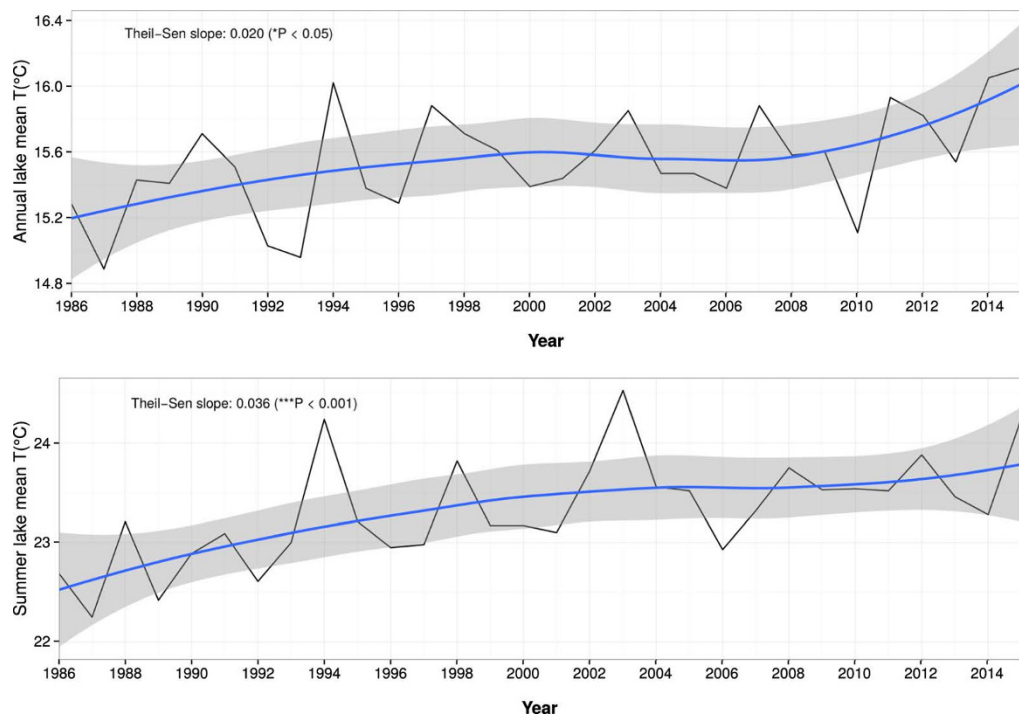 Theil-Sen slope: 0.020 (*P < 0.05)
Annual lake mean T(°C)
16.4
16.0
15.6
15.2
14.8
1986 1988 1990 1992 1994 1996 1998 2000 2002 2004 2006 2008 2010 2012 2014
Year
Theil-Sen slope: 0.036 (***P < 0.001)
Summer lake mean T(°C)
24
23
22
1986 1988 1990 1992 1994 1996 1998 2000 2002 2004 2006 2008 2010 2012 2014
Year